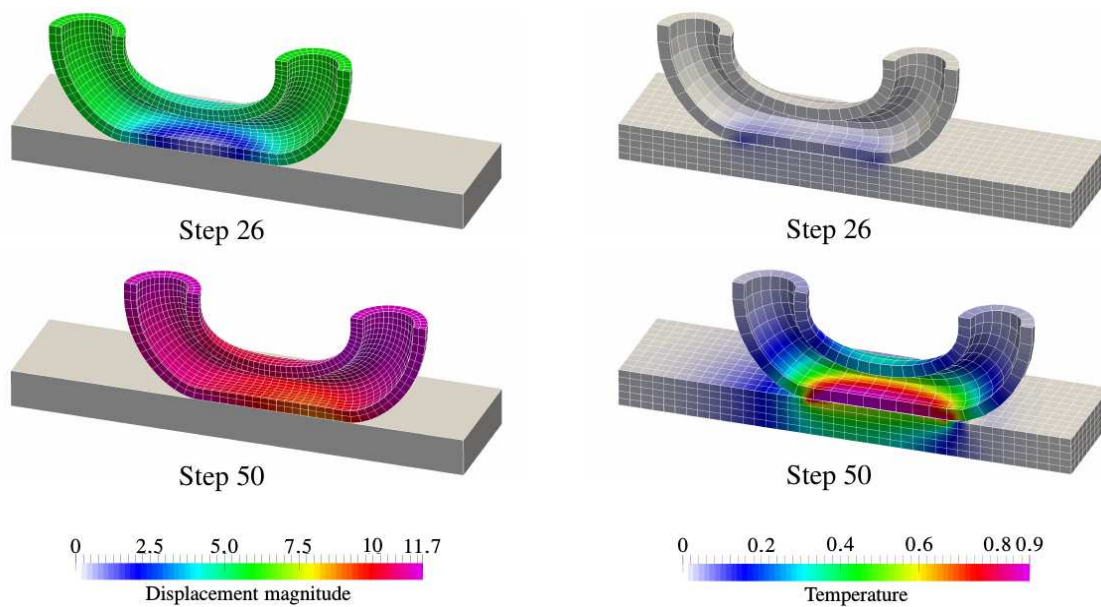 Step 26
Step 26
Step 50
Step 50
0 2.5 5.0 7.5 10 11.7
Displacement magnitude
0 0.2 0.4 0.6 0.8 0.9
Temperature